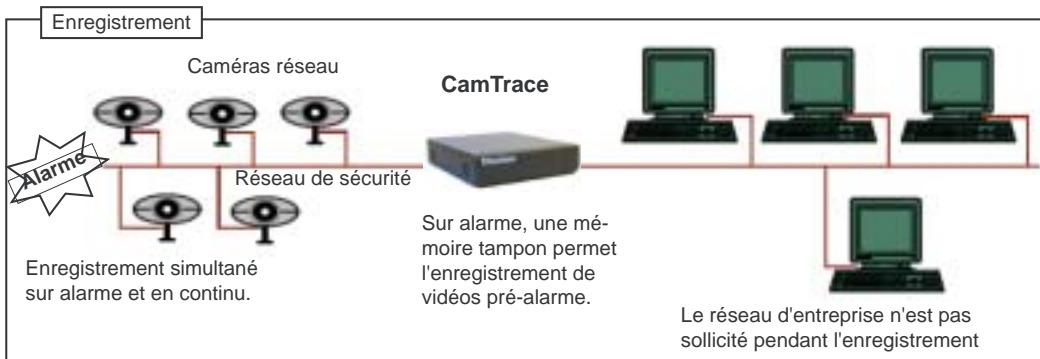 Enregistrement
Caméras réseau
CamTrace
Alarme
Réseau de sécurité
Enregistrement simultané
sur alarme et en continu.
Sur alarme, une mé-
moire tampon permet
l'enregistrement de
vidéos pré-alarme.
Le réseau d'entreprise n'est pas
sollicité pendant l'enregistrement